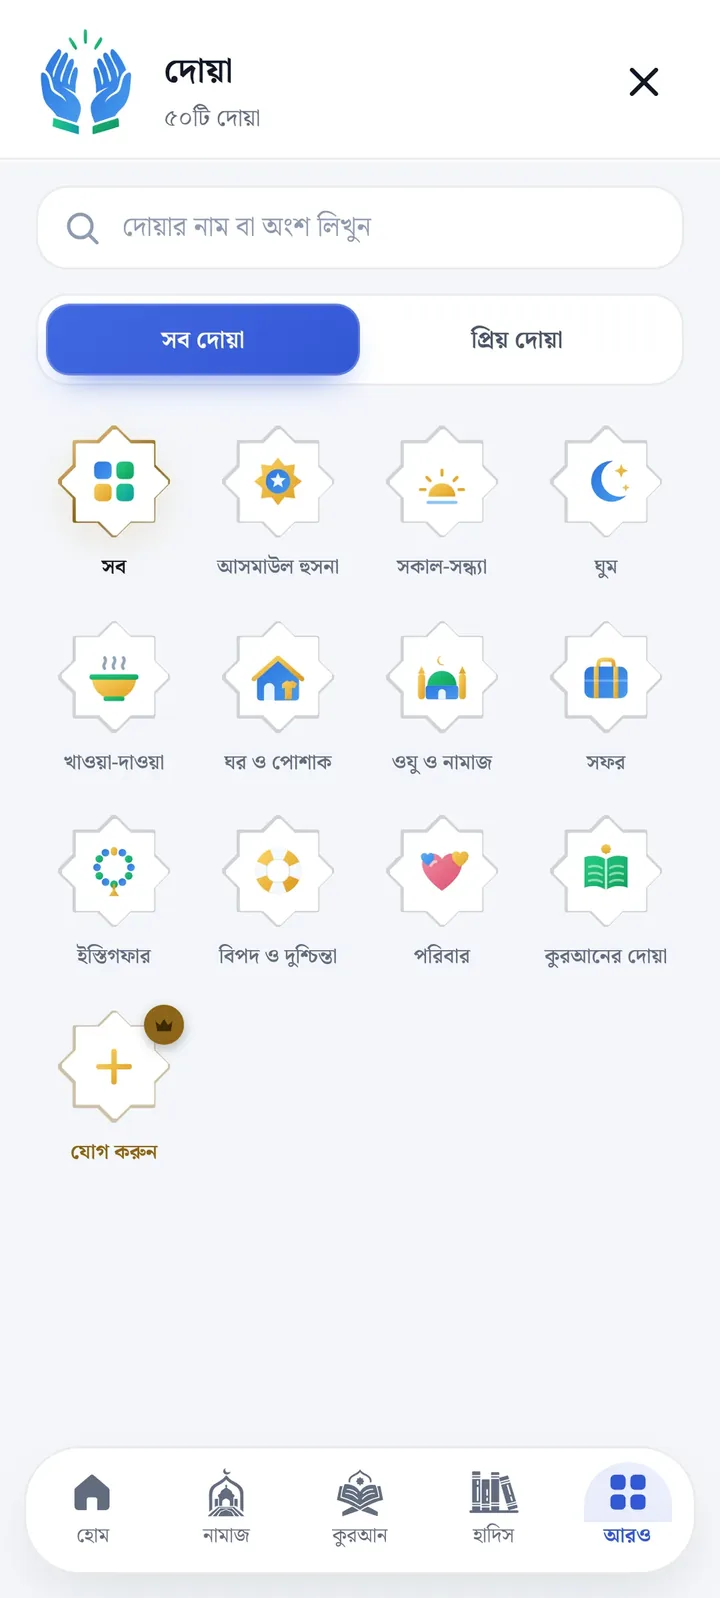 দোয়া
৫০টি দোয়া
দোয়ার নাম বা অংশ লিখুন
সব দোয়া
প্রিয় দোয়া
সব
আসমাউল হুসনা
সকাল-সন্ধ্যা
ঘুম
খাওয়া-দাওয়া
ঘর ও পোশাক
ওযু ও নামাজ
সফর
ইস্তিগফার
বিপদ ও দুশ্চিন্তা
পরিবার
কুরআনের দোয়া
যোগ করুন
হোম
নামাজ
কুরআন
হাদিস
আরও